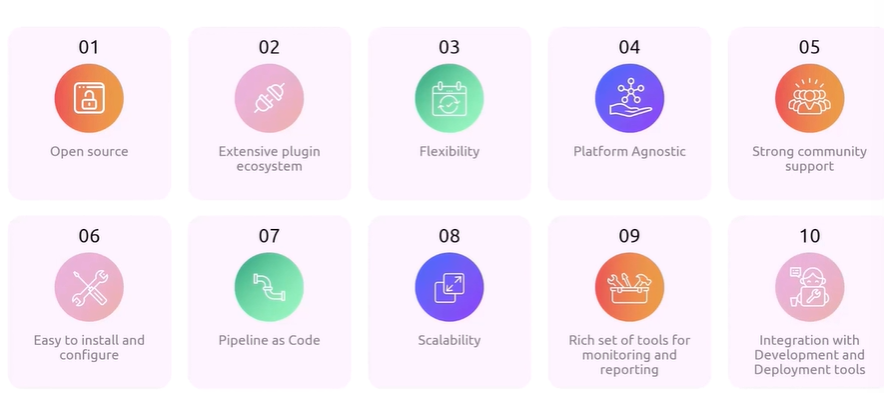 01
Open source
02
Extensive plugin
ecosystem
03
Flexibility
04
Platform Agnostic
05
Strong community
support
06
Easy to install and
configure
07
Pipeline as Code
08
Scalability
09
Rich set of tools for
monitoring and
reporting
10
Integration with
Development and
Deployment tools